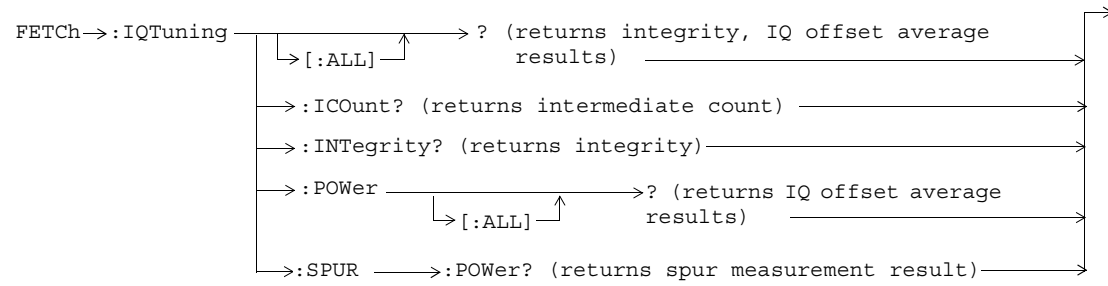 FETCh :IQTuning ? (returns integrity, IQ offset average
[:ALL] results)
:ICOunt? (returns intermediate count)
:INTegrity? (returns integrity)
:POWer ? (returns IQ offset average
[:ALL] results)
:SPUR :POWer? (returns spur measurement result)